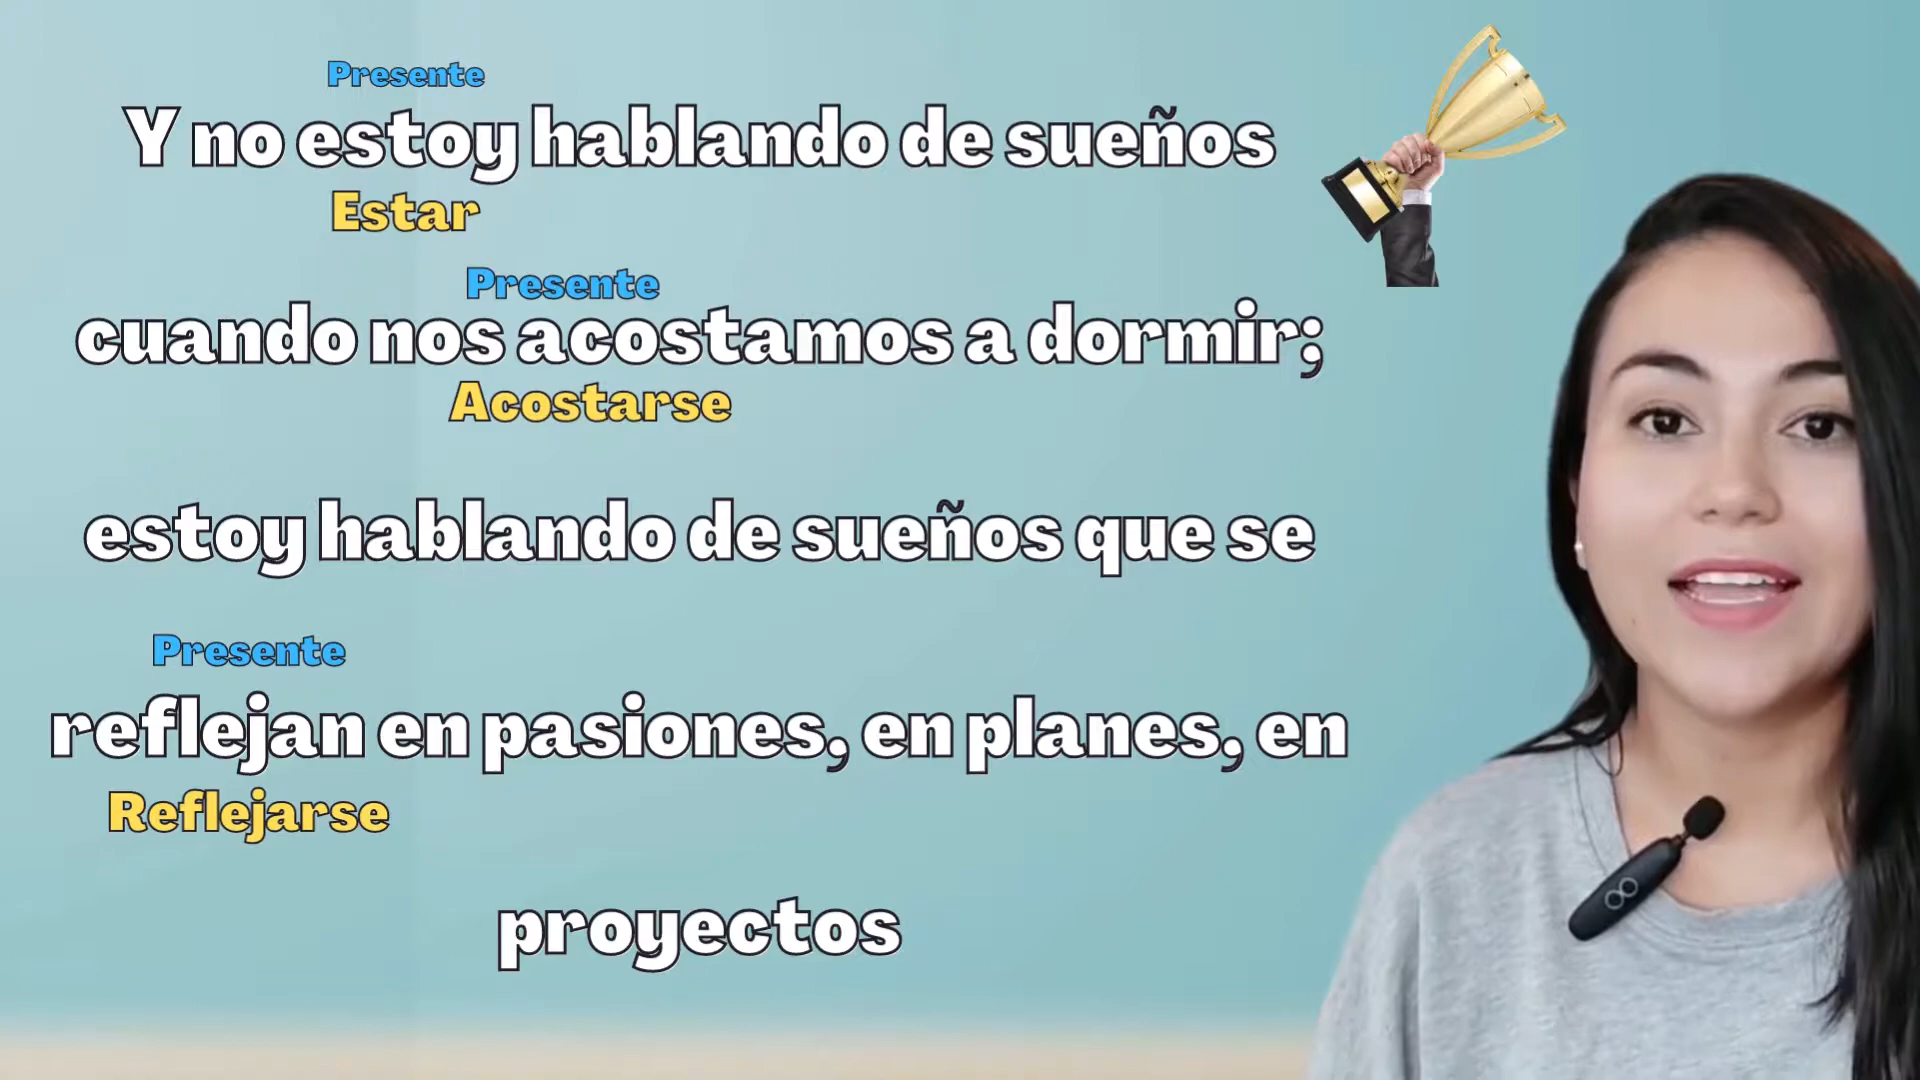 Presente
Y no estoy hablando de sueños
Estar
Presente
cuando nos acostamos a dormir;
Acostarse
estoy hablando de sueños que se
Presente
reflejan en pasiones, en planes, en
Reflejarse
proyectos